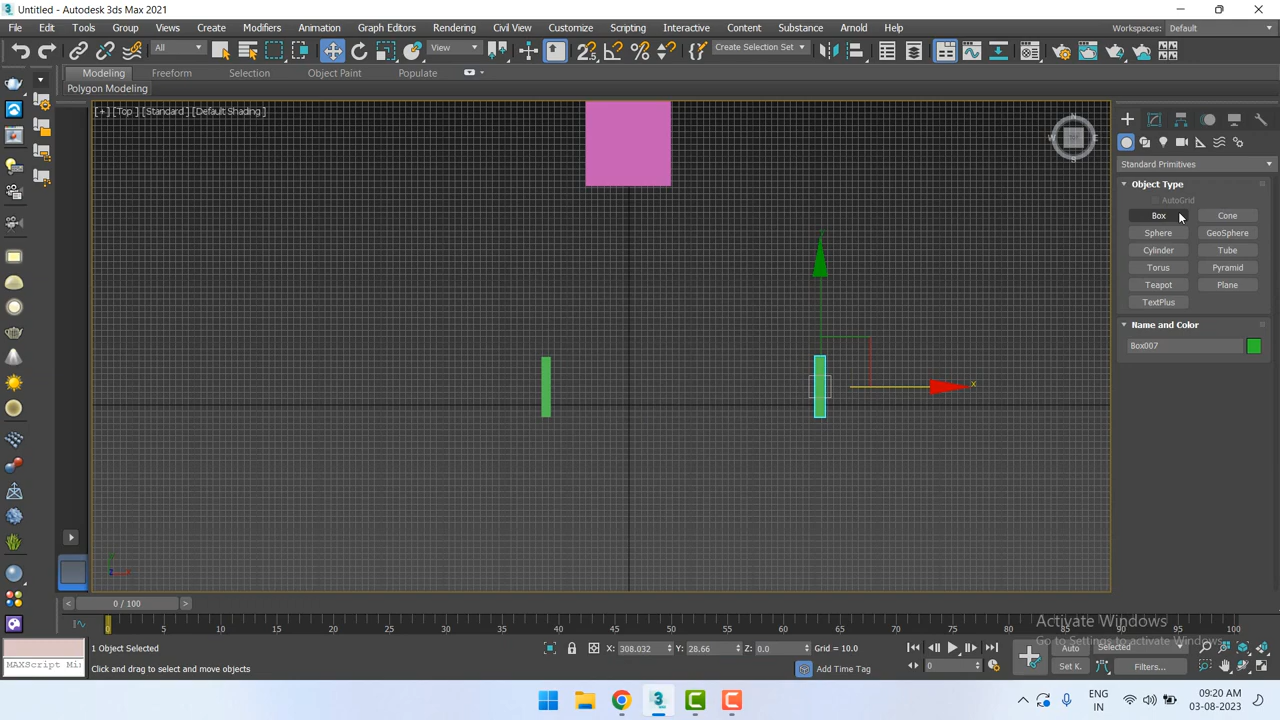 Untitled - Autodesk 3ds Max 2021
File Edit Tools Group Views Create Modifiers Animation Graph Editors Rendering Civil View Customize Scripting Interactive Content Substance Arnold Help Workspaces: Default
All View Create Selection Set
Modeling Freeform Selection Object Paint Populate
Polygon Modeling
[+] [Top] [Standard] [Default Shading]
N
W E
S
Standard Primitives
Object Type
AutoGrid
Box Cone
Sphere GeoSphere
Cylinder Tube
Torus Pyramid
Teapot Plane
TextPlus
Name and Color
Box007
y
x
0 / 100
0 5 10 15 20 25 30 35 40 45 50 55 60 65 70 75 80 85 90 95 100
Activate Windows
Go to Settings to activate Windows.
1 Object Selected X: 308.032 Y: 28.66 Z: 0.0 Grid = 10.0 Auto Selected
MAXScript Mi Click and drag to select and move objects Add Time Tag 0 Set K. Filters...
ENG
IN
09:20 AM
03-08-2023